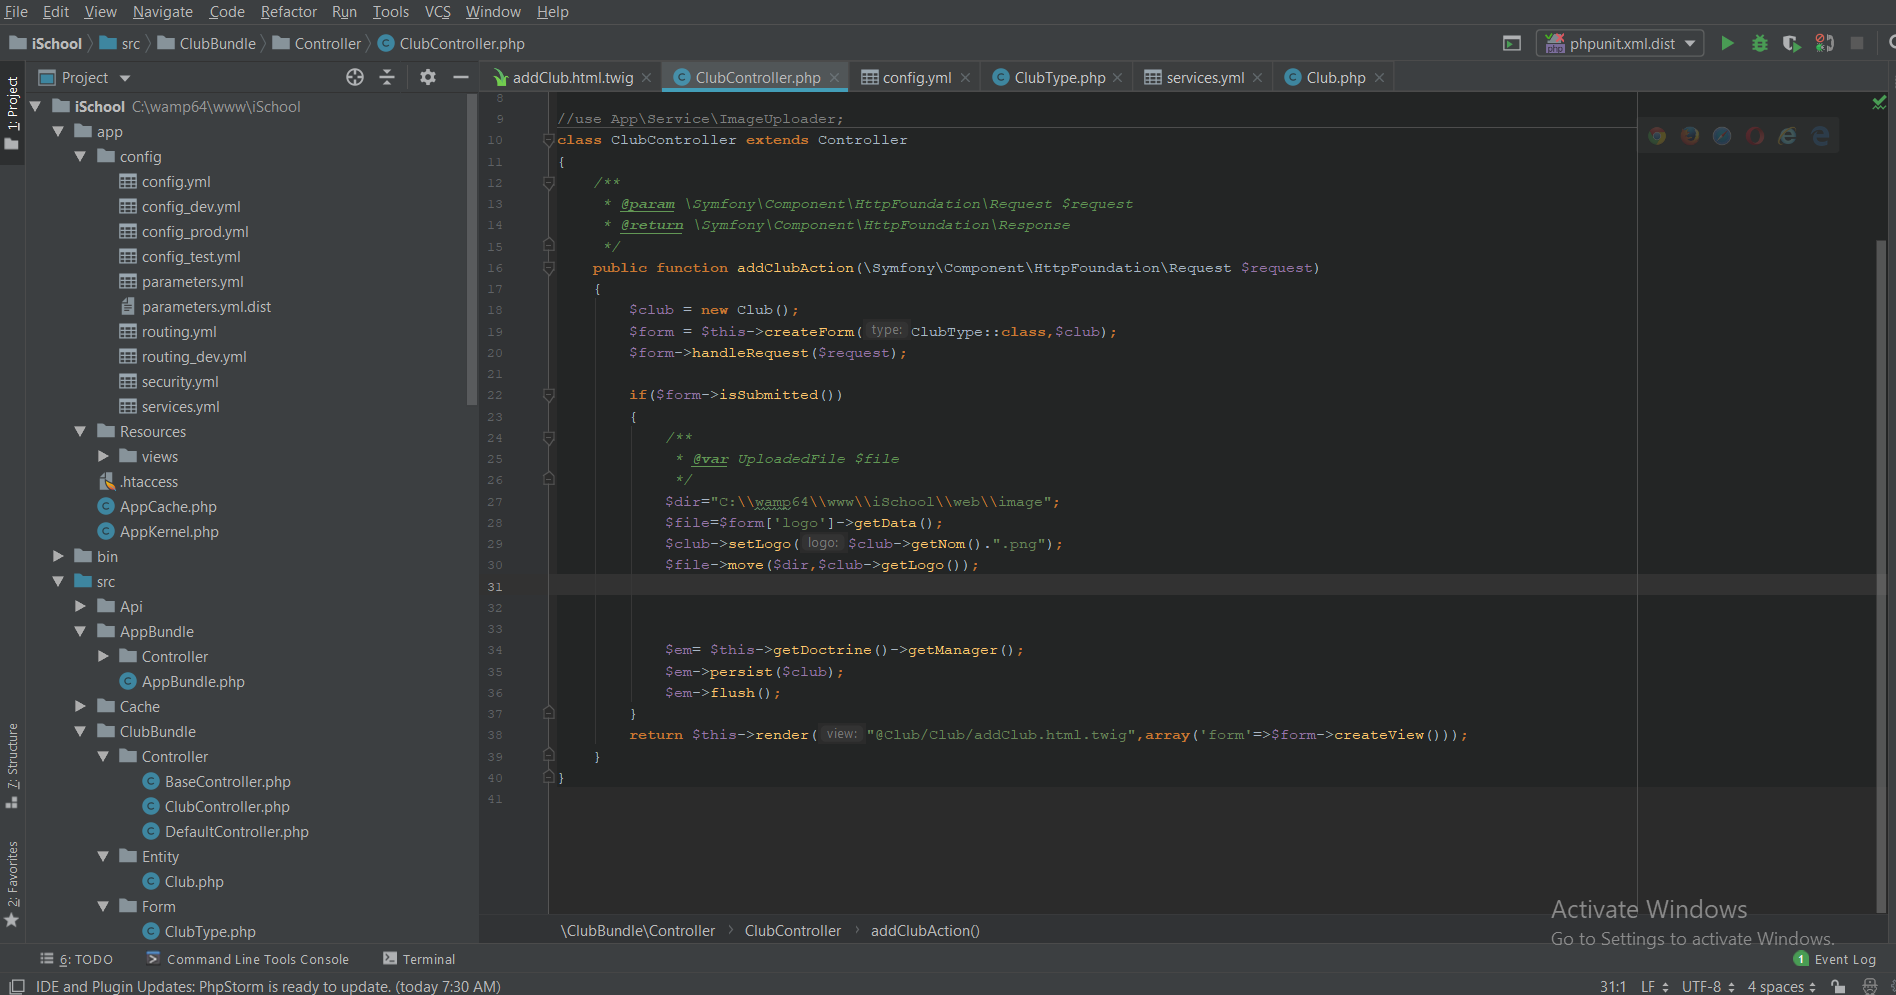 File Edit View Navigate Code Refactor Run Tools VCS Window Help
iSchool src ClubBundle Controller ClubController.php
phpunit.xml.dist
Project
addClub.html.twig ClubController.php config.yml ClubType.php services.yml Club.php
1: Project
7: Structure
2: Favorites
iSchool C:\wamp64\www\iSchool
app
config
config.yml
config_dev.yml
config_prod.yml
config_test.yml
parameters.yml
parameters.yml.dist
routing.yml
routing_dev.yml
security.yml
services.yml
Resources
views
.htaccess
AppCache.php
AppKernel.php
bin
src
Api
AppBundle
Controller
AppBundle.php
Cache
ClubBundle
Controller
BaseController.php
ClubController.php
DefaultController.php
Entity
Club.php
Form
ClubType.php
8
9 //use App\Service\ImageUploader;
10 class ClubController extends Controller
11 {
12 /**
13 * @param \Symfony\Component\HttpFoundation\Request $request
14 * @return \Symfony\Component\HttpFoundation\Response
15 */
16 public function addClubAction(\Symfony\Component\HttpFoundation\Request $request)
17 {
18 $club = new Club();
19 $form = $this->createForm( type: ClubType::class,$club);
20 $form->handleRequest($request);
21
22 if($form->isSubmitted())
23 {
24 /**
25 * @var UploadedFile $file
26 */
27 $dir="C:\\wamp64\\www\\iSchool\\web\\image";
28 $file=$form['logo']->getData();
29 $club->setLogo( logo: $club->getNom().".png");
30 $file->move($dir,$club->getLogo());
31
32
33
34 $em= $this->getDoctrine()->getManager();
35 $em->persist($club);
36 $em->flush();
37 }
38 return $this->render( view: "@Club/Club/addClub.html.twig",array('form'=>$form->createView()));
39 }
40 }
41
Activate Windows
Go to Settings to activate Windows.
\ClubBundle\Controller ClubController addClubAction()
6: TODO Command Line Tools Console Terminal 1 Event Log
IDE and Plugin Updates: PhpStorm is ready to update. (today 7:30 AM) 31:1 LF UTF-8 4 spaces